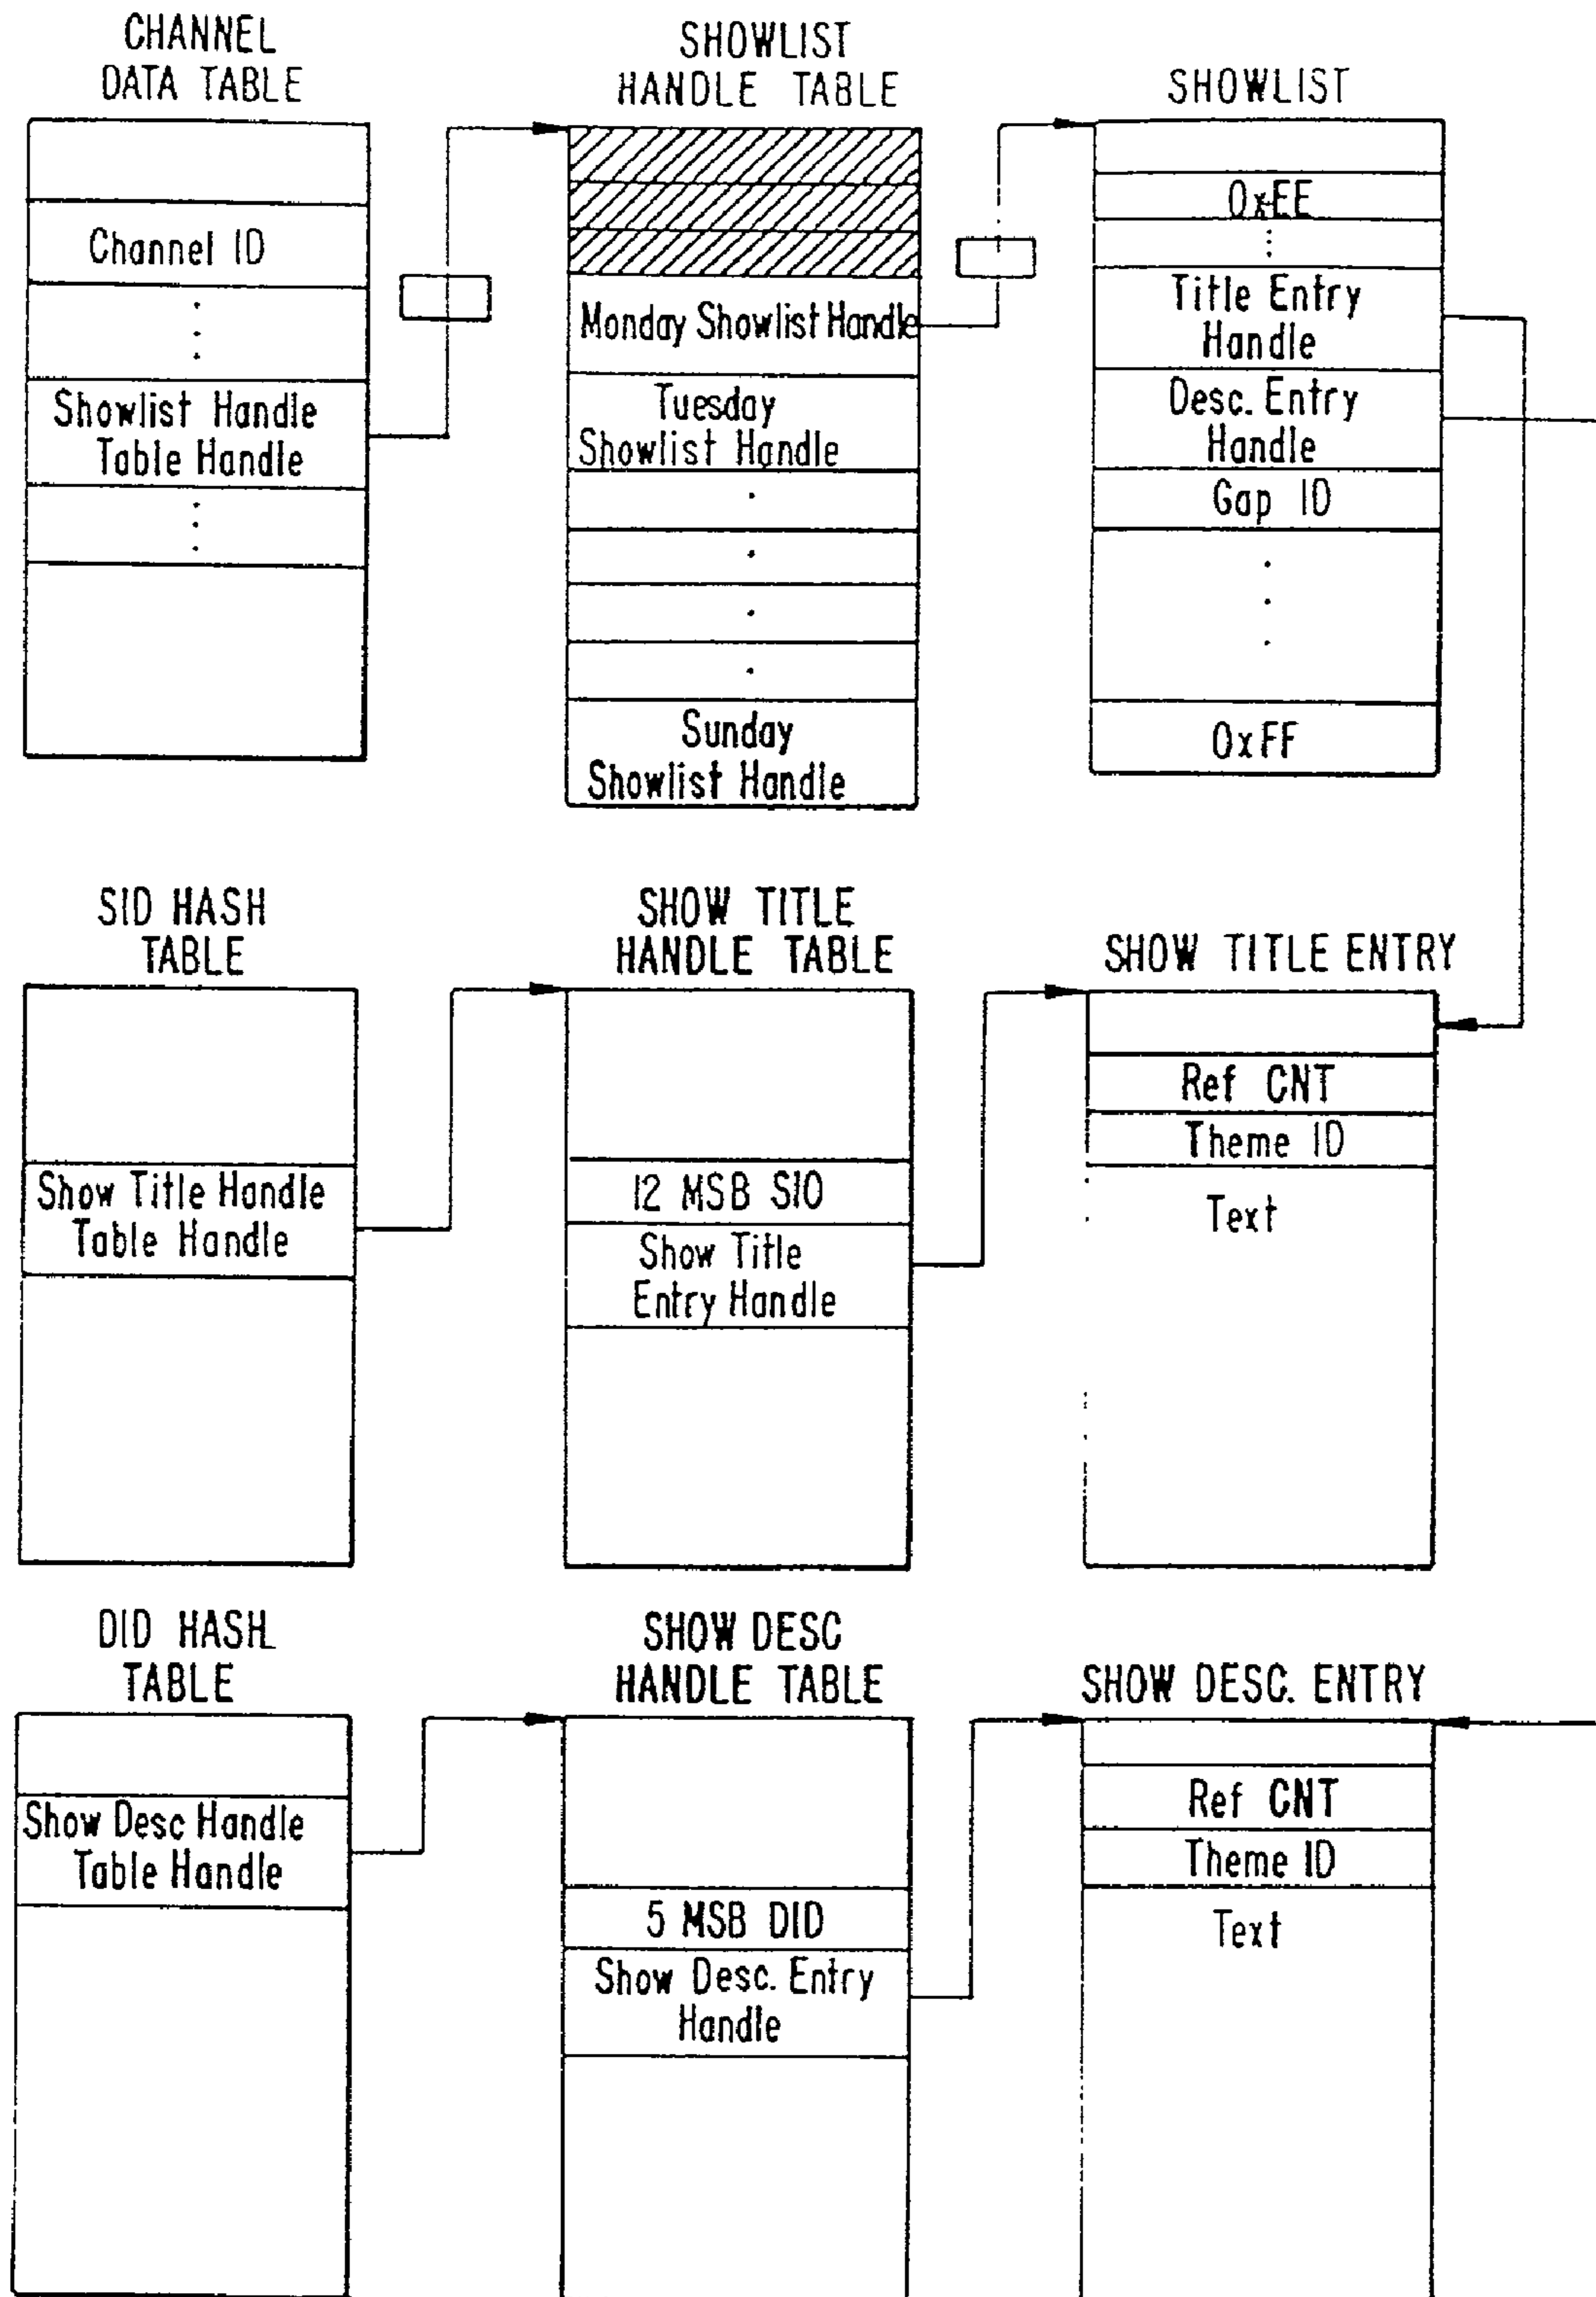 CHANNEL
DATA TABLE
Channel ID
Showlist Handle
Table Handle
SHOWLIST
HANDLE TABLE
Monday Showlist Handle
Tuesday
Showlist Handle
Sunday
Showlist Handle
SHOWLIST
0xEE
Title Entry
Handle
Desc. Entry
Handle
Gap ID
0xFF
SID HASH
TABLE
Show Title Handle
Table Handle
SHOW TITLE
HANDLE TABLE
12 MSB SID
Show Title
Entry Handle
SHOW TITLE ENTRY
Ref CNT
Theme ID
Text
DID HASH
TABLE
Show Desc Handle
Table Handle
SHOW DESC
HANDLE TABLE
5 MSB DID
Show Desc. Entry
Handle
SHOW DESC. ENTRY
Ref CNT
Theme ID
Text